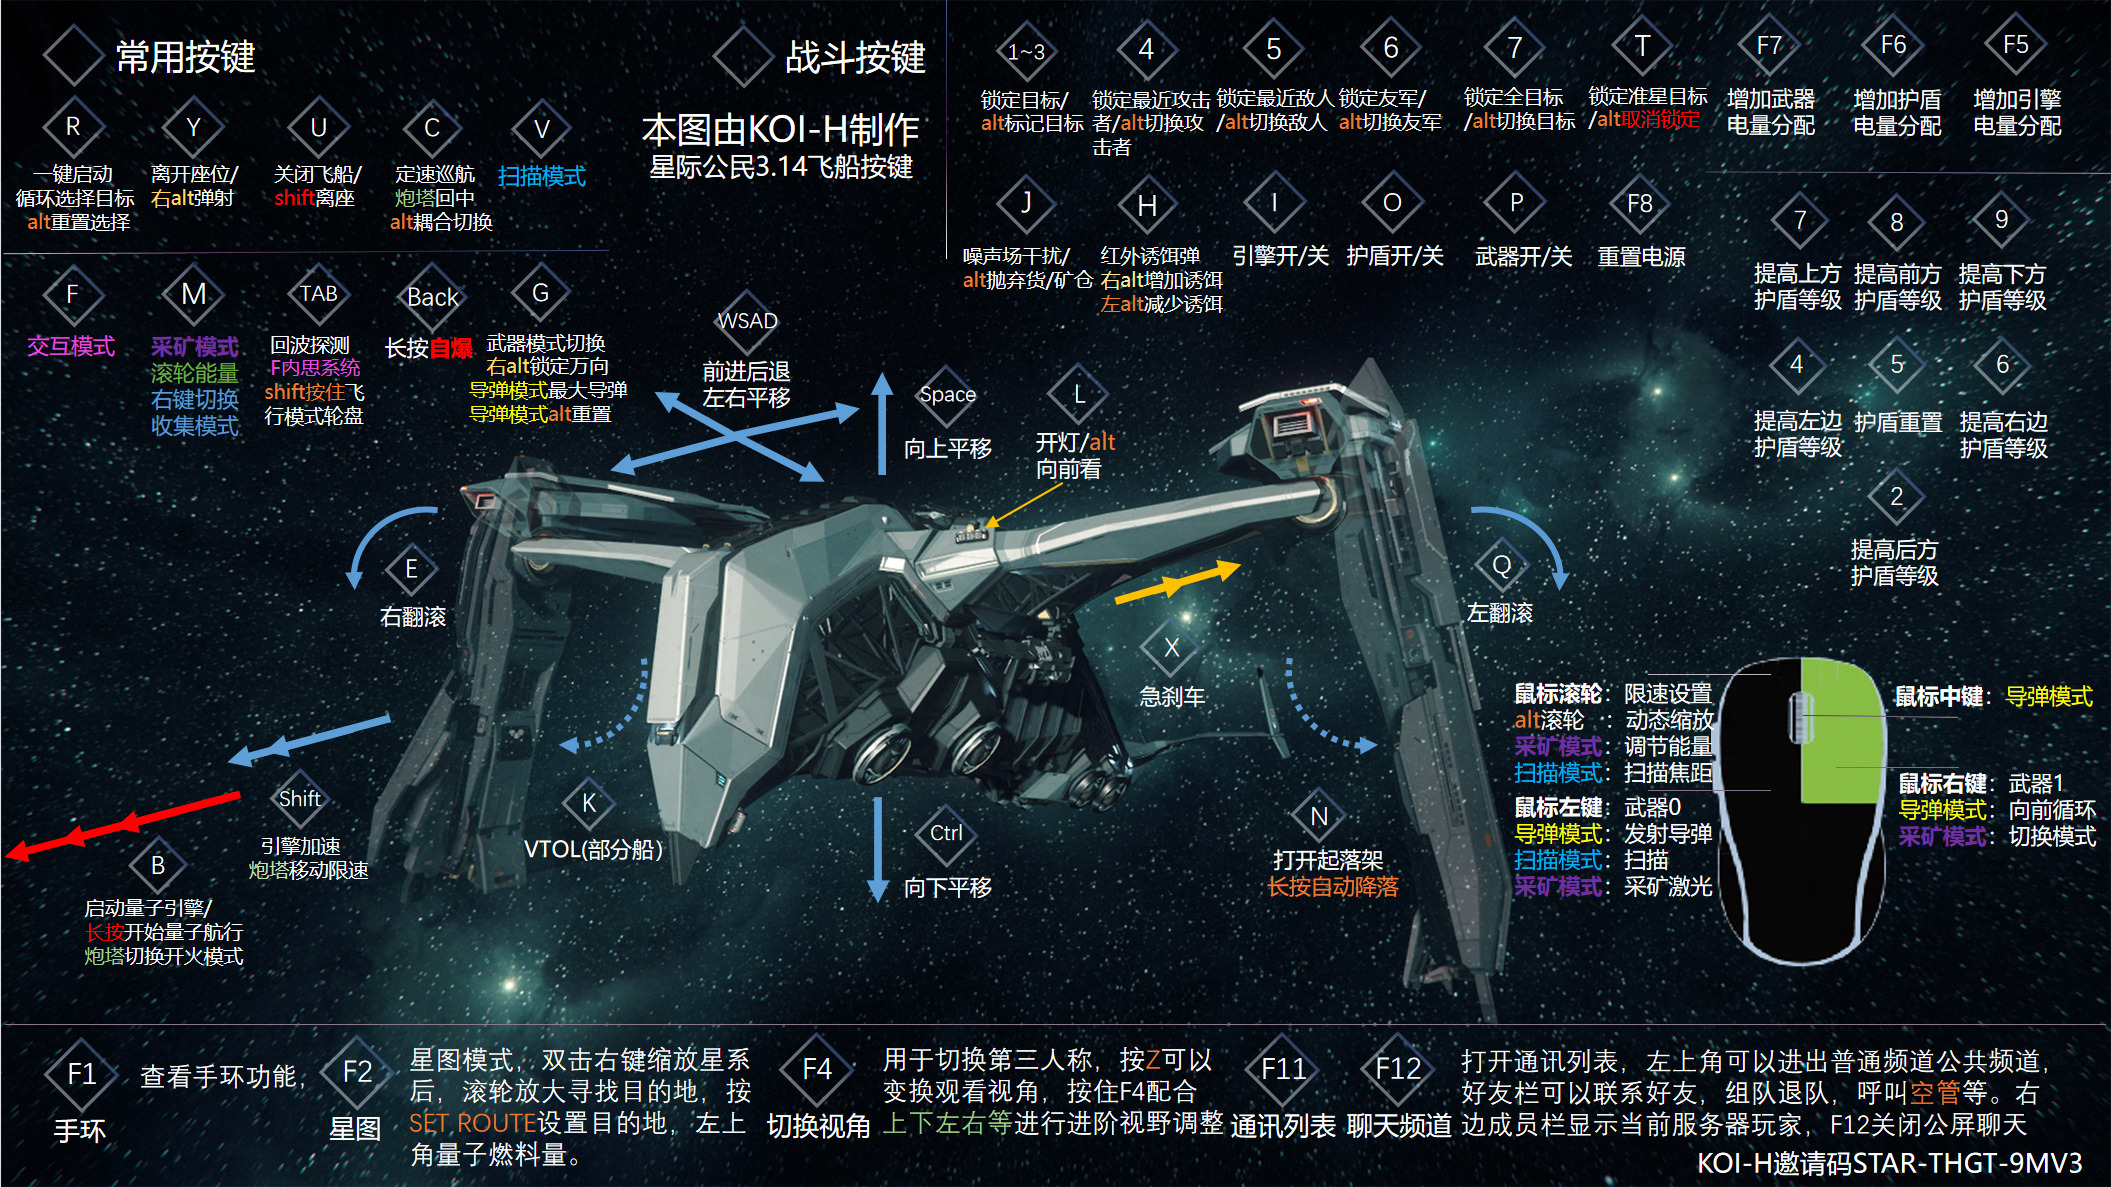 常用按键
R
一键启动
循环选择目标
alt重置选择
Y
离开座位/
右alt弹射
U
关闭飞船/
shift离座
C
定速巡航
炮塔回中
alt耦合切换
V
扫描模式
战斗按键
本图由KOI-H制作
星际公民3.14飞船按键
1~3
锁定目标/
alt标记目标
4
锁定最近攻击
者/alt切换攻
击者
5
锁定最近敌人
/alt切换敌人
6
锁定友军/
alt切换友军
7
锁定全目标
/alt切换目标
T
锁定准星目标
/alt取消锁定
F7
增加武器
电量分配
F6
增加护盾
电量分配
F5
增加引擎
电量分配
J
噪声场干扰/
alt抛弃货/矿仓
H
红外诱饵弹
右alt增加诱饵
左alt减少诱饵
I
引擎开/关
O
护盾开/关
P
武器开/关
F8
重置电源
7
提高上方
护盾等级
8
提高前方
护盾等级
9
提高下方
护盾等级
4
提高左边
护盾等级
5
护盾重置
6
提高右边
护盾等级
2
提高后方
护盾等级
F
交互模式
M
采矿模式
滚轮能量
右键切换
收集模式
TAB
回波探测
F内思系统
shift按住飞
行模式轮盘
Back
长按自爆
G
武器模式切换
右alt锁定万向
导弹模式最大导弹
导弹模式alt重置
WSAD
前进后退
左右平移
Space
向上平移
L
开灯/alt
向前看
E
右翻滚
Q
左翻滚
X
急刹车
Shift
引擎加速
炮塔移动限速
B
启动量子引擎/
长按开始量子航行
炮塔切换开火模式
K
VTOL(部分船)
Ctrl
向下平移
N
打开起落架
长按自动降落
鼠标滚轮：限速设置
alt滚轮 ：动态缩放
采矿模式：调节能量
扫描模式：扫描焦距
鼠标左键：武器0
导弹模式：发射导弹
扫描模式：扫描
采矿模式：采矿激光
鼠标中键：导弹模式
鼠标右键：武器1
导弹模式：向前循环
采矿模式：切换模式
F1
手环
查看手环功能，
F2
星图
星图模式，双击右键缩放星系
后，滚轮放大寻找目的地，按
SET ROUTE设置目的地，左上
角量子燃料量。
F4
切换视角
用于切换第三人称，按Z可以
变换观看视角，按住F4配合
上下左右等进行进阶视野调整
F11
通讯列表
F12
聊天频道
打开通讯列表，左上角可以进出普通频道公共频道，
好友栏可以联系好友，组队退队，呼叫空管等。右
边成员栏显示当前服务器玩家，F12关闭公屏聊天
KOI-H邀请码STAR-THGT-9MV3